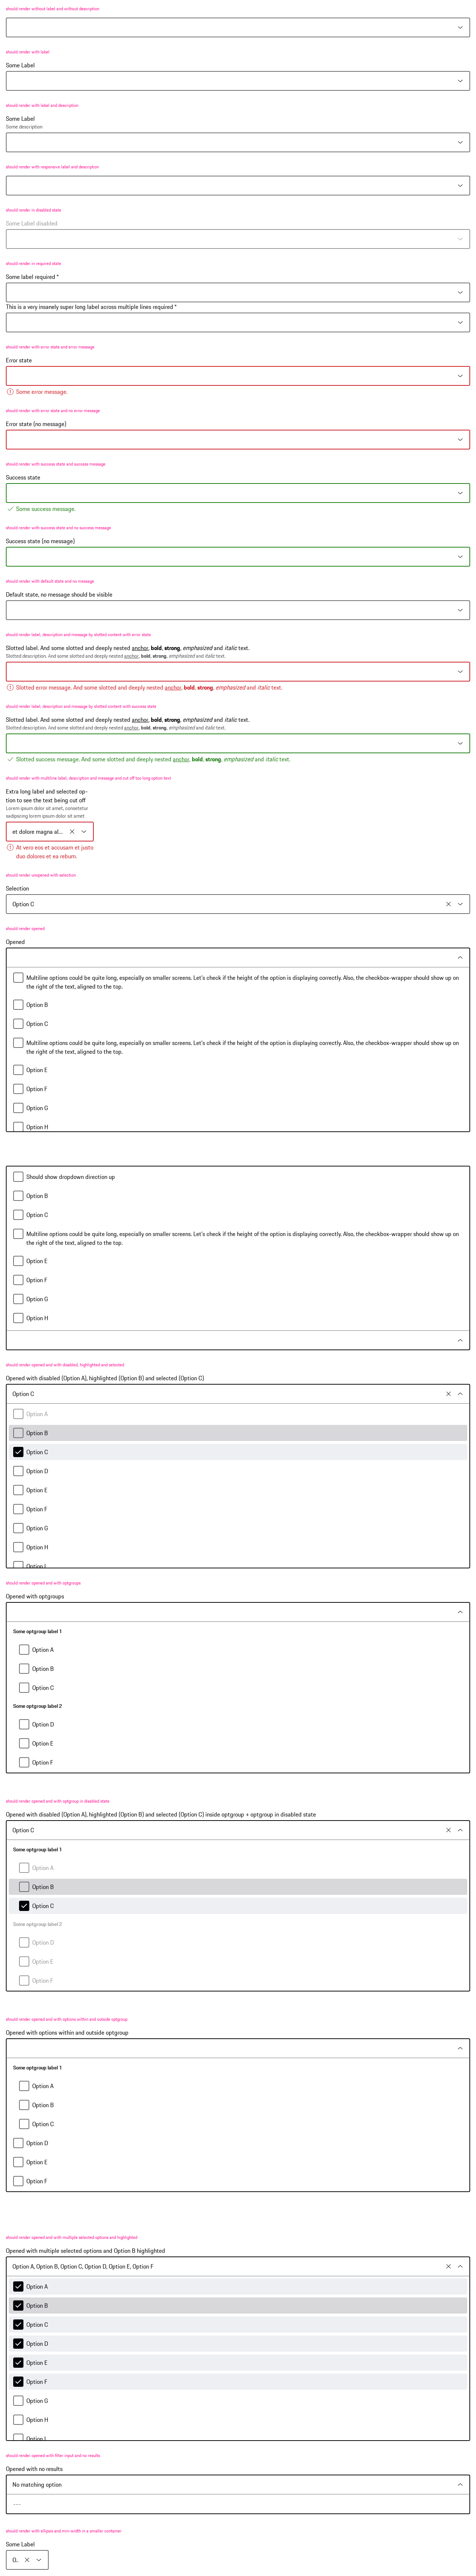 should render without label and without description
should render with label
Some Label
should render with label and description
Some Label
Some description
should render with responsive label and description
should render in disabled state
Some Label disabled
should render in required state
Some label required *
This is a very insanely super long label across multiple lines required *
should render with error state and error message
Error state
Some error message.
should render with error state and no error message
Error state (no message)
should render with success state and success message
Success state
Some success message.
should render with success state and no success message
Success state (no message)
should render with default state and no message
Default state, no message should be visible
should render label, description and message by slotted content with error state
Slotted label. And some slotted and deeply nested anchor, bold, strong, emphasized and italic text.
Slotted description. And some slotted and deeply nested anchor, bold, strong, emphasized and italic text.
Slotted error message. And some slotted and deeply nested anchor, bold, strong, emphasized and italic text.
should render label, description and message by slotted content with success state
Slotted label. And some slotted and deeply nested anchor, bold, strong, emphasized and italic text.
Slotted description. And some slotted and deeply nested anchor, bold, strong, emphasized and italic text.
Slotted success message. And some slotted and deeply nested anchor, bold, strong, emphasized and italic text.
should render with multiline label, description and message and cut off too long option text
Extra long label and selected op-
tion to see the text being cut off
Lorem ipsum dolor sit amet, consetetur
sadipscing lorem ipsum dolor sit amet
et dolore magna al...
At vero eos et accusam et justo
duo dolores et ea rebum.
should render unopened with selection
Selection
Option C
should render opened
Opened
Multiline options could be quite long, especially on smaller screens. Let's check if the height of the option is displaying correctly. Also, the checkbox-wrapper should show up on
the right of the text, aligned to the top.
Option B
Option C
Multiline options could be quite long, especially on smaller screens. Let's check if the height of the option is displaying correctly. Also, the checkbox-wrapper should show up on
the right of the text, aligned to the top.
Option E
Option F
Option G
Option H
Should show dropdown direction up
Option B
Option C
Multiline options could be quite long, especially on smaller screens. Let's check if the height of the option is displaying correctly. Also, the checkbox-wrapper should show up on
the right of the text, aligned to the top.
Option E
Option F
Option G
Option H
should render opened and with disabled, highlighted and selected
Opened with disabled (Option A), highlighted (Option B) and selected (Option C)
Option C
Option A
Option B
Option C
Option D
Option E
Option F
Option G
Option H
Option I
should render opened and with optgroups
Opened with optgroups
Some optgroup label 1
Option A
Option B
Option C
Some optgroup label 2
Option D
Option E
Option F
should render opened and with optgroup in disabled state
Opened with disabled (Option A), highlighted (Option B) and selected (Option C) inside optgroup + optgroup in disabled state
Option C
Some optgroup label 1
Option A
Option B
Option C
Some optgroup label 2
Option D
Option E
Option F
should render opened and with options within and outside optgroup
Opened with options within and outside optgroup
Some optgroup label 1
Option A
Option B
Option C
Option D
Option E
Option F
should render opened and with multiple selected options and highlighted
Opened with multiple selected options and Option B highlighted
Option A, Option B, Option C, Option D, Option E, Option F
Option A
Option B
Option C
Option D
Option E
Option F
Option G
Option H
Option I
should render opened with filter input and no results
Opened with no results
No matching option
---
should render with ellipsis and min-width in a smaller container
Some Label
O...